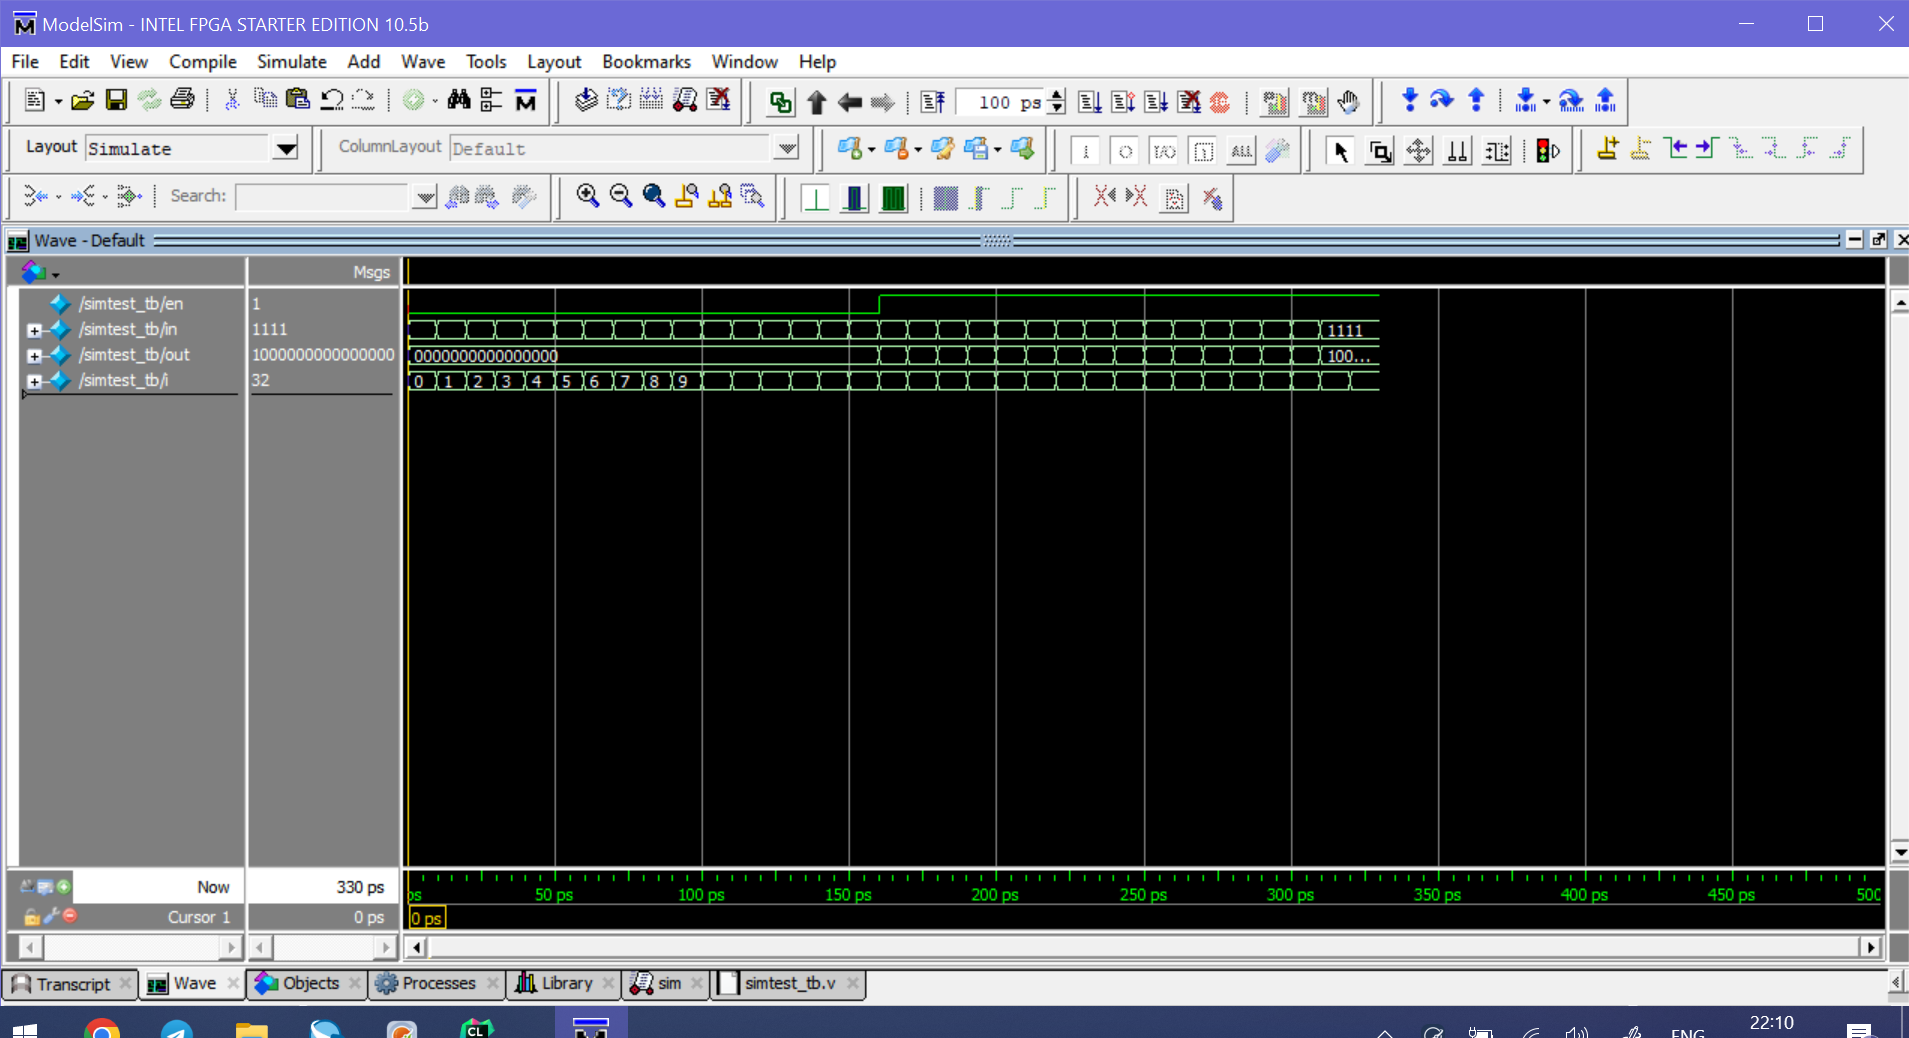 ModelSim - INTEL FPGA STARTER EDITION 10.5b
File Edit View Compile Simulate Add Wave Tools Layout Bookmarks Window Help
100 ps
Layout Simulate ColumnLayout Default ALL
Search:
Wave - Default
Msgs
/simtest_tb/en 1
/simtest_tb/in 1111 1111
/simtest_tb/out 1000000000000000 0000000000000000 100...
/simtest_tb/i 32 0 1 2 3 4 5 6 7 8 9
Now 330 ps
ps 50 ps 100 ps 150 ps 200 ps 250 ps 300 ps 350 ps 400 ps 450 ps 500
Cursor 1 0 ps 0 ps
Transcript Wave Objects Processes Library sim simtest_tb.v
CL ENG 22:10